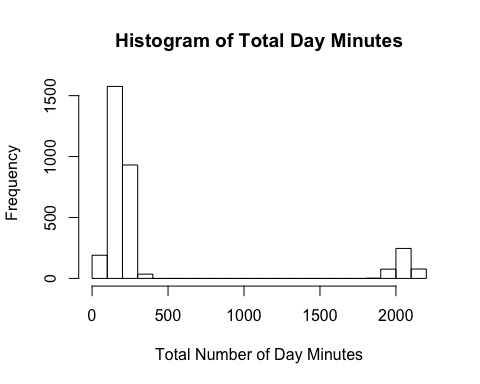 Histogram of Total Day Minutes
Frequency
1500
1000
500
0
0 500 1000 1500 2000
Total Number of Day Minutes